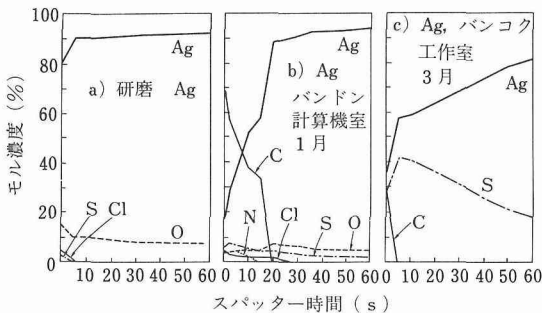 モル濃度 (%)
100
80
60
40
20
0
Ag
a) 研磨 Ag
S Cl
O
0 10 20 30 40 50 60
Ag
b) Ag
バンドン
計算機室
1月
C
N
Cl
S
O
0 10 20 30 40 50 60
c) Ag, バンコク
工作室
3月
Ag
S
C
0 10 20 30 40 50 60
スパッター時間 (s)